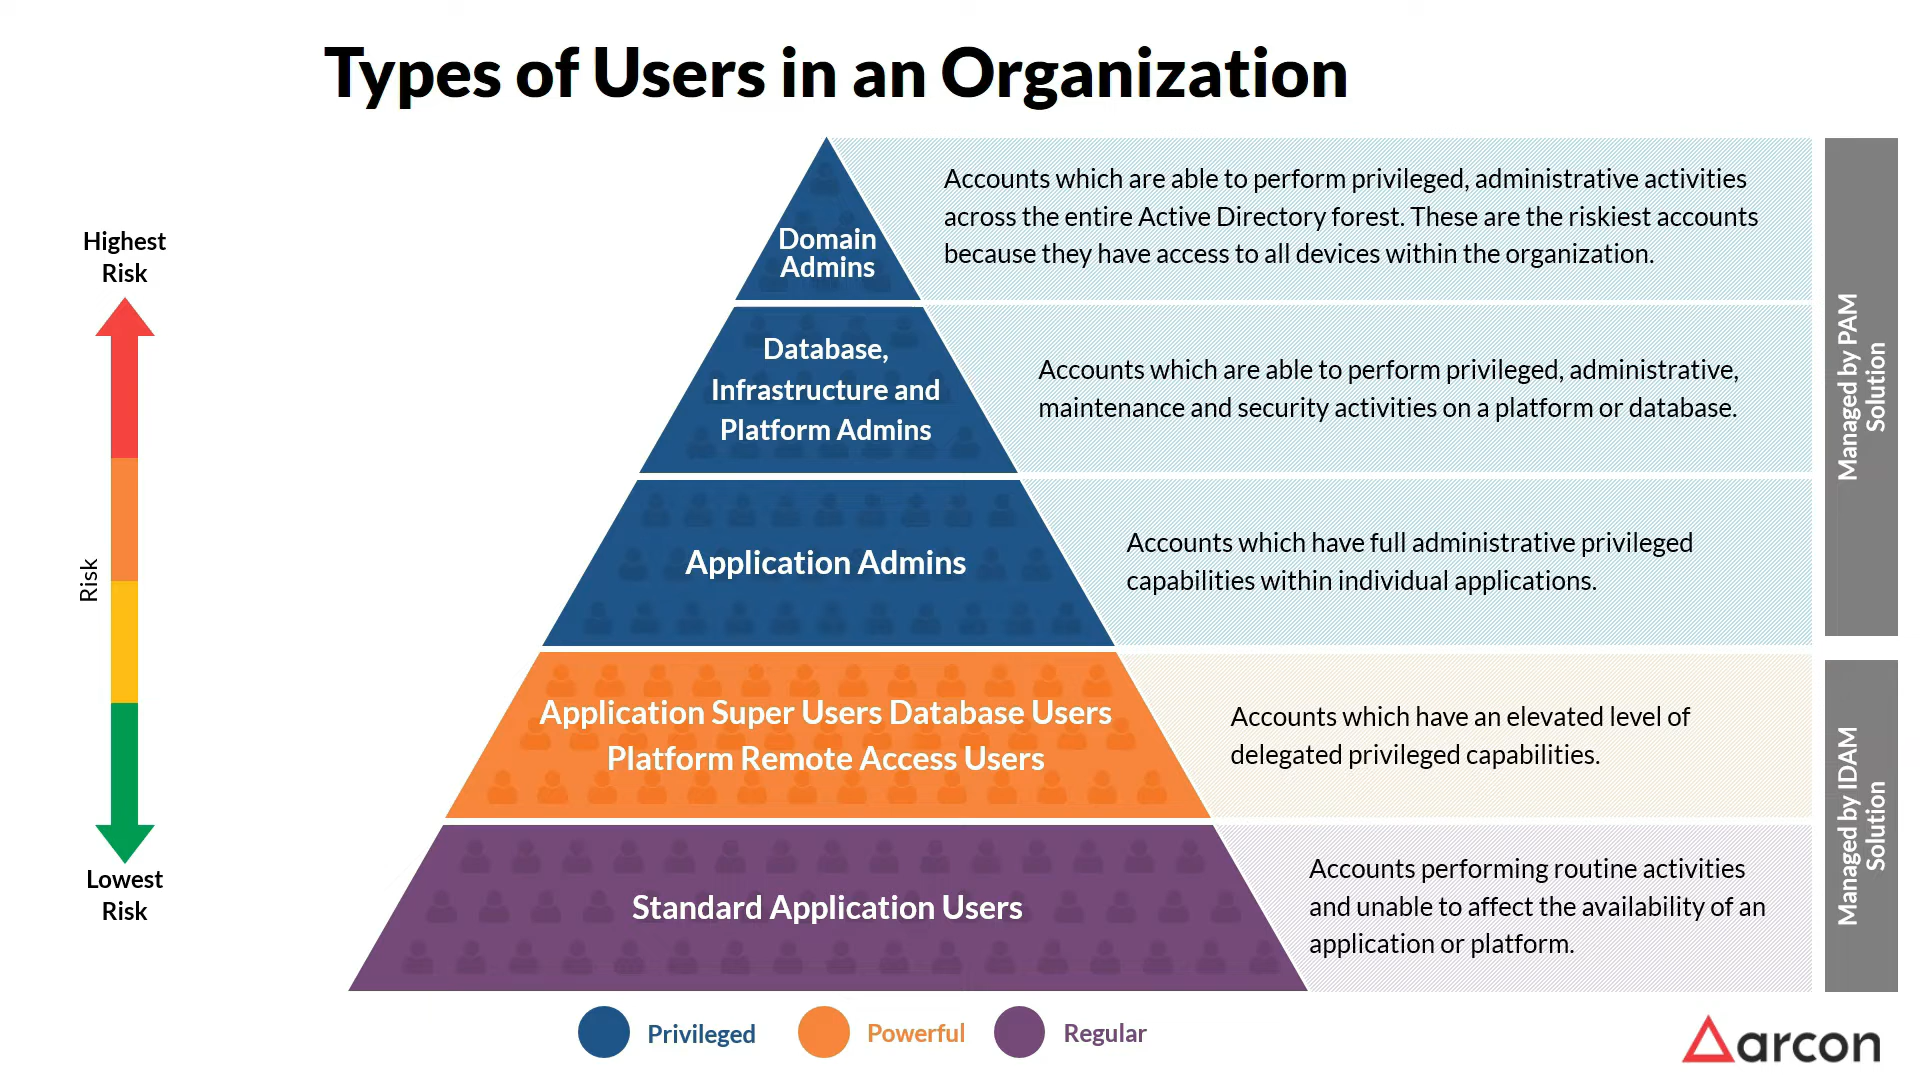 Types of Users in an Organization
Highest
Risk
Risk
Lowest
Risk
Domain
Admins
Accounts which are able to perform privileged, administrative activities
across the entire Active Directory forest. These are the riskiest accounts
because they have access to all devices within the organization.
Database,
Infrastructure and
Platform Admins
Accounts which are able to perform privileged, administrative,
maintenance and security activities on a platform or database.
Application Admins
Accounts which have full administrative privileged
capabilities within individual applications.
Managed by PAM
Solution
Application Super Users Database Users
Platform Remote Access Users
Accounts which have an elevated level of
delegated privileged capabilities.
Standard Application Users
Accounts performing routine activities
and unable to affect the availability of an
application or platform.
Managed by IDAM
Solution
Privileged
Powerful
Regular
arcon